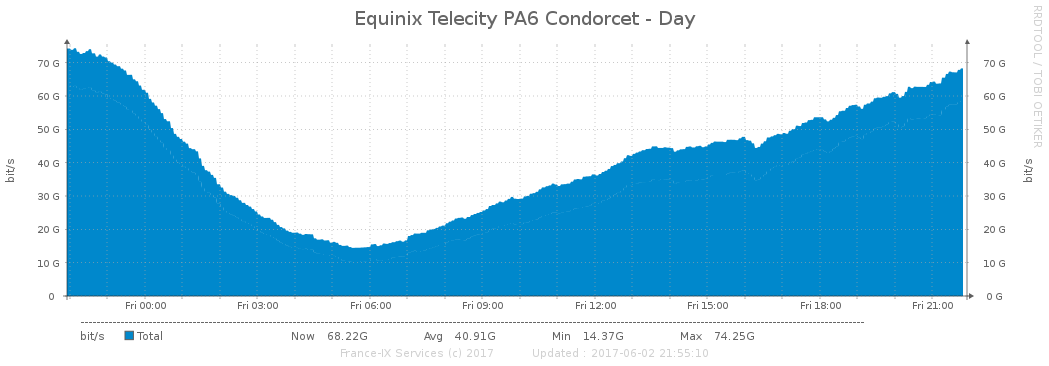 Equinix Telecity PA6 Condorcet - Day
RRDTOOL / TOBI OETIKER
bit/s
70 G
60 G
50 G
40 G
30 G
20 G
10 G
0
70 G
60 G
50 G
40 G
30 G
20 G
10 G
0 G
bit/s
Fri 00:00 Fri 03:00 Fri 06:00 Fri 09:00 Fri 12:00 Fri 15:00 Fri 18:00 Fri 21:00
bit/s Total Now 68.22G Avg 40.91G Min 14.37G Max 74.25G
France-IX Services (c) 2017 Updated : 2017-06-02 21:55:10